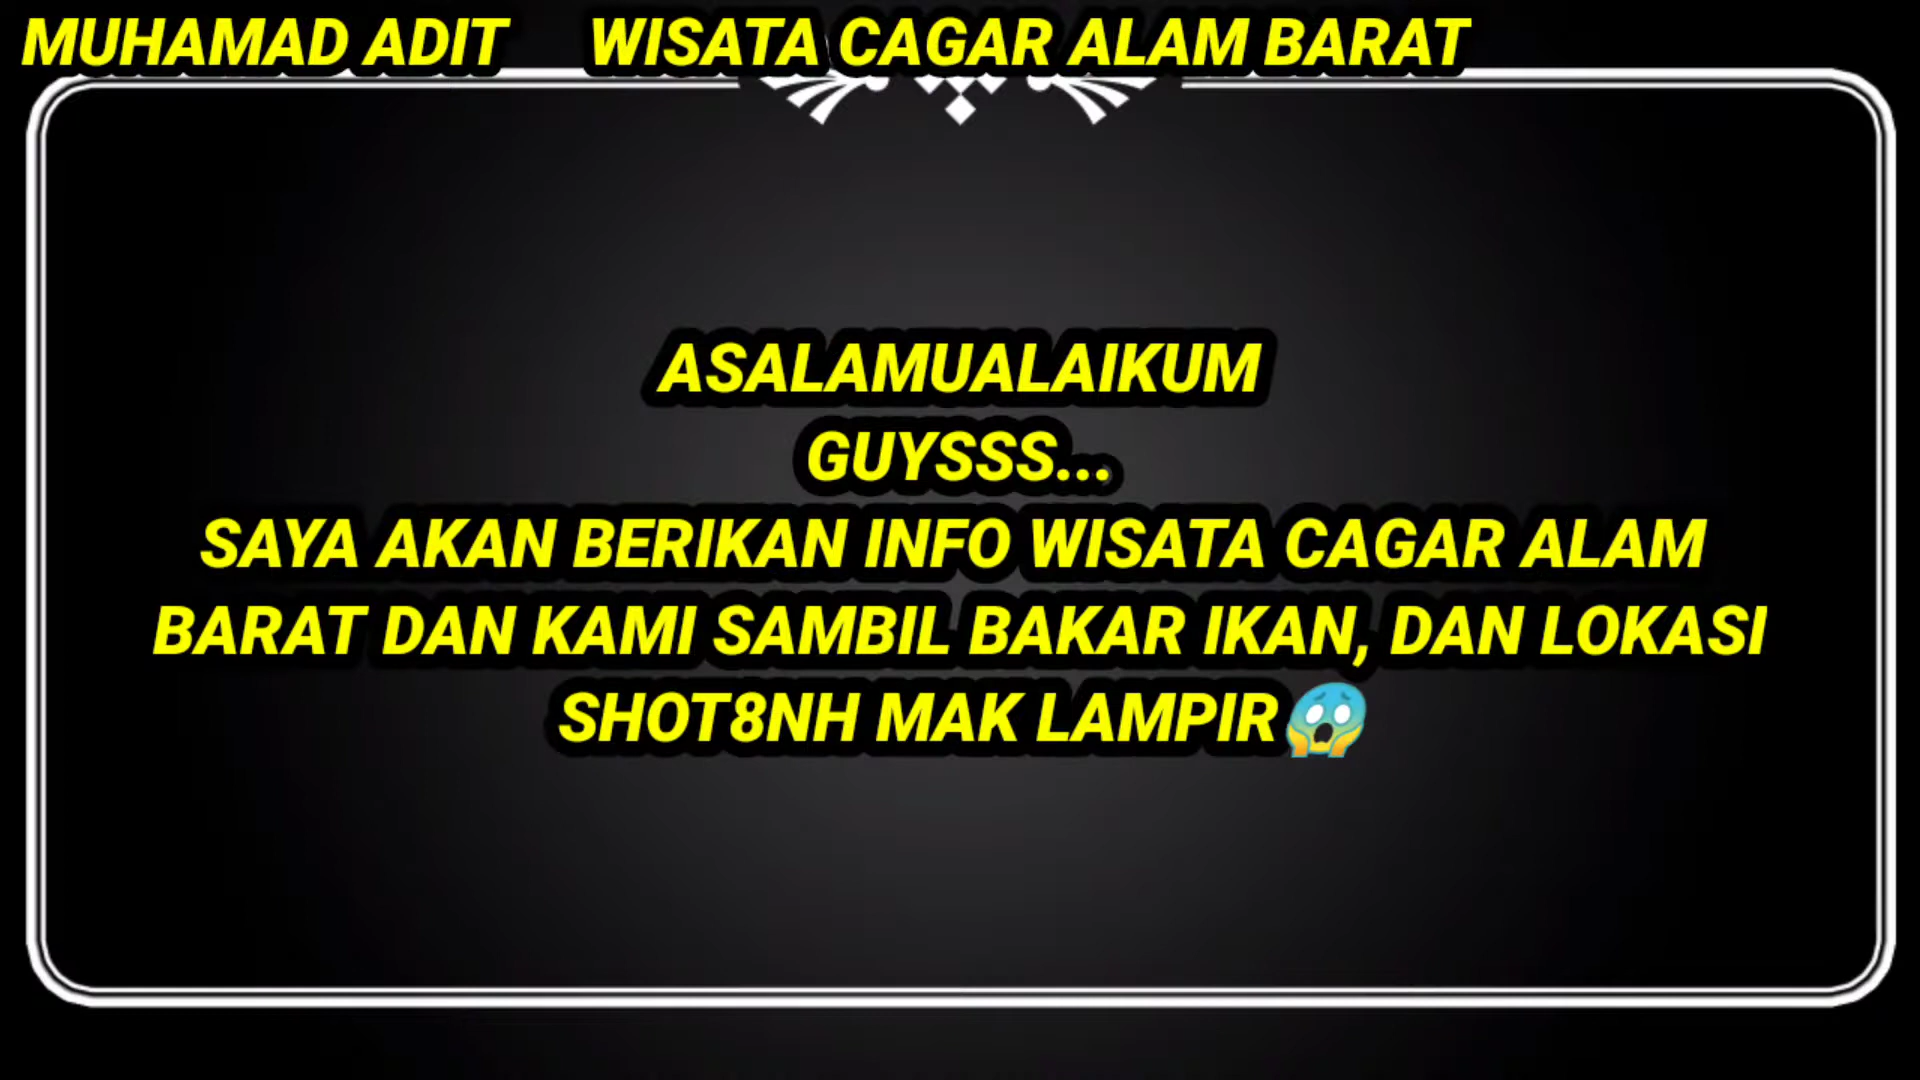 MUHAMAD ADIT WISATA CAGAR ALAM BARAT
ASALAMUALAIKUM
GUYSSS...
SAYA AKAN BERIKAN INFO WISATA CAGAR ALAM
BARAT DAN KAMI SAMBIL BAKAR IKAN, DAN LOKASI
SHOT8NH MAK LAMPIR😱